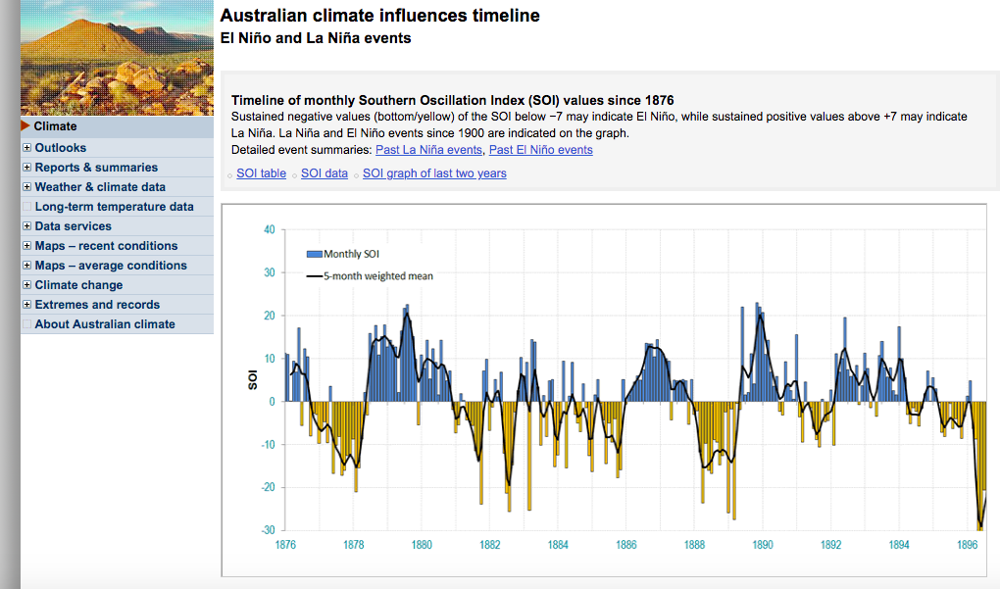 Australian climate influences timeline
El Niño and La Niña events
Climate
Outlooks
Reports & summaries
Weather & climate data
Long-term temperature data
Data services
Maps – recent conditions
Maps – average conditions
Climate change
Extremes and records
About Australian climate
Timeline of monthly Southern Oscillation Index (SOI) values since 1876
Sustained negative values (bottom/yellow) of the SOI below −7 may indicate El Niño, while sustained positive values above +7 may indicate
La Niña. La Niña and El Niño events since 1900 are indicated on the graph.
Detailed event summaries: Past La Niña events, Past El Niño events
SOI table SOI data SOI graph of last two years
40
30
20
10
0
-10
-20
-30
SOI
Monthly SOI
5-month weighted mean
1876 1878 1880 1882 1884 1886 1888 1890 1892 1894 1896